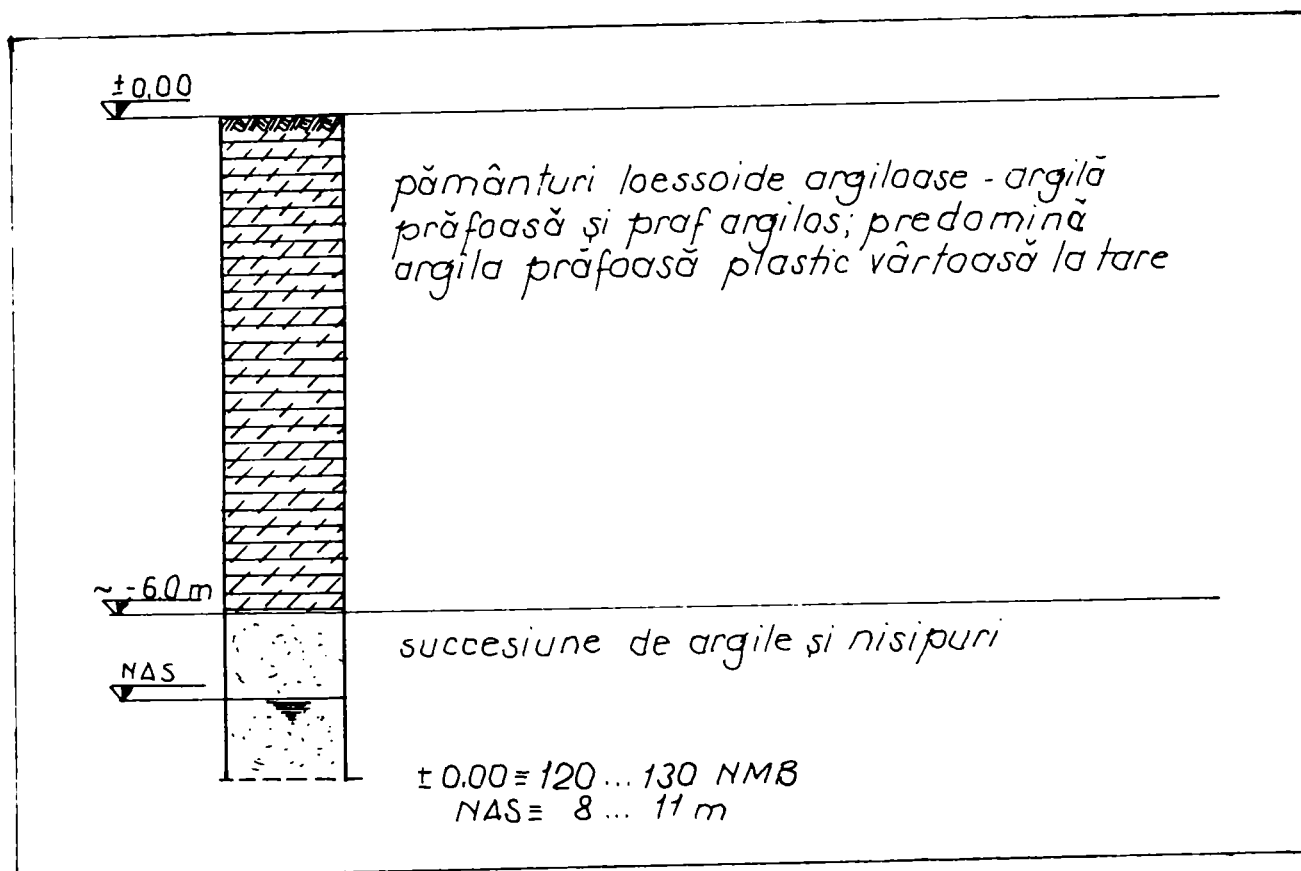 ±0,00
pământuri loessoide argiloase - argilă
prăfoasă și praf argilos; predomină
argila prăfoasă plastic vârtoasă la tare
~ -6.0 m
succesiune de argile și nisipuri
NAS
±0.00 ≡ 120... 130 NMB
NAS ≡ 8... 11 m